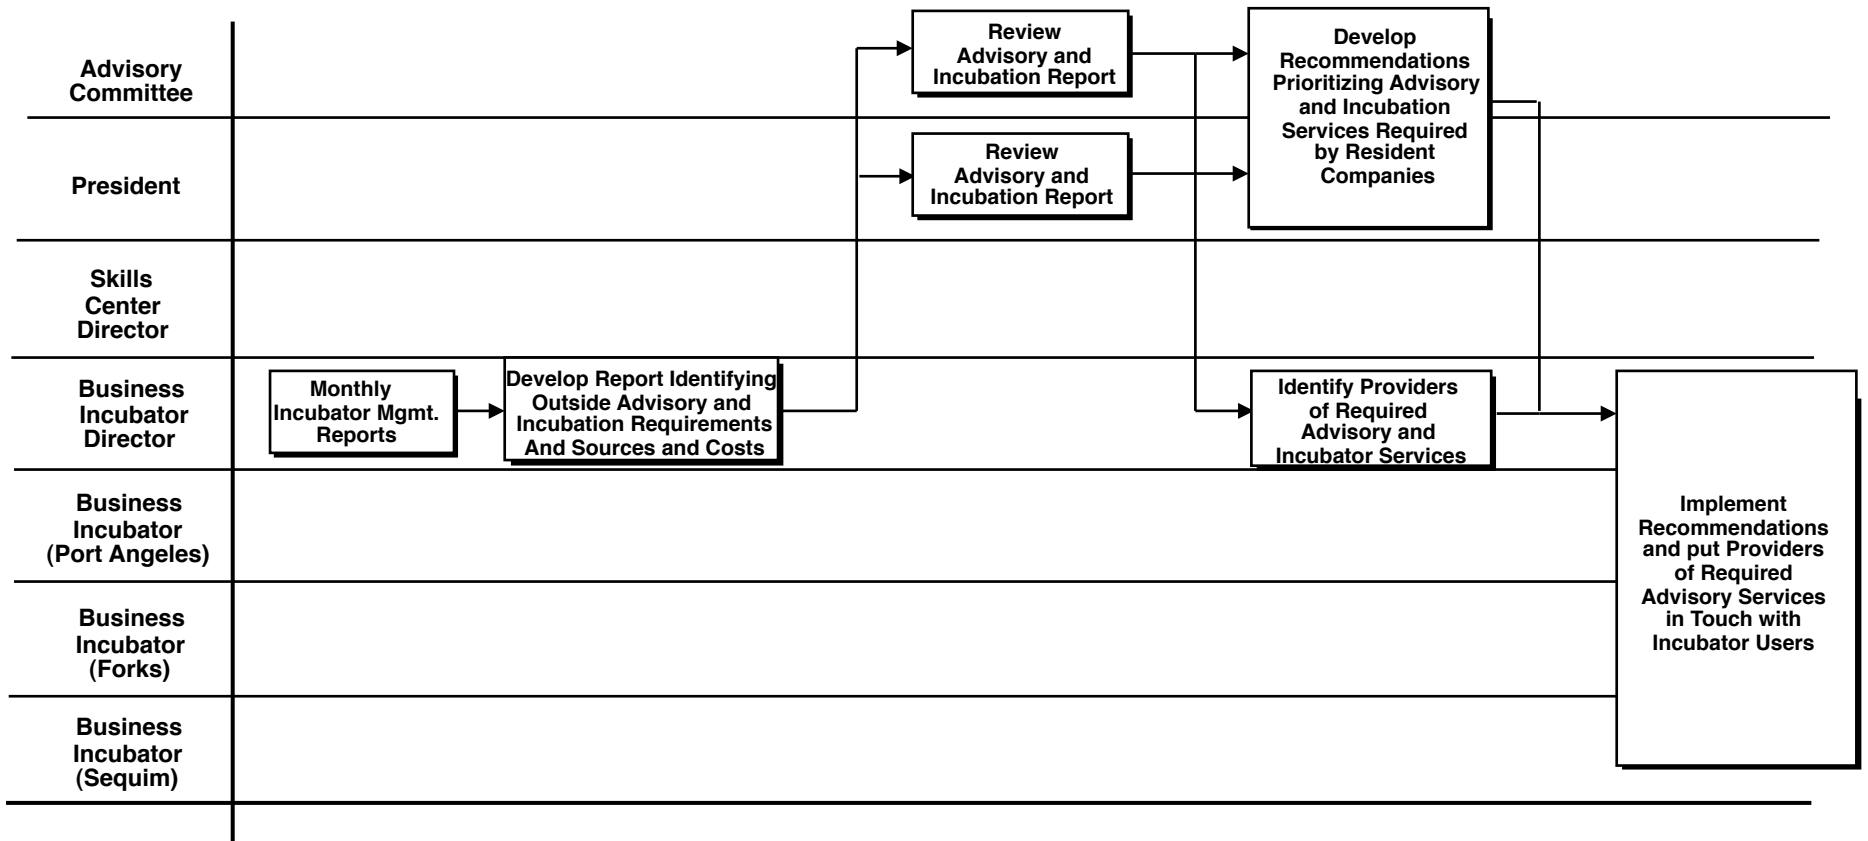 Advisory
Committee
President
Skills
Center
Director
Business
Incubator
Director
Business
Incubator
(Port Angeles)
Business
Incubator
(Forks)
Business
Incubator
(Sequim)
Monthly
Incubator Mgmt.
Reports
Develop Report Identifying
Outside Advisory and
Incubation Requirements
And Sources and Costs
Review
Advisory and
Incubation Report
Review
Advisory and
Incubation Report
Develop
Recommendations
Prioritizing Advisory
and Incubation
Services Required
by Resident
Companies
Identify Providers
of Required
Advisory and
Incubator Services
Implement
Recommendations
and put Providers
of Required
Advisory Services
in Touch with
Incubator Users